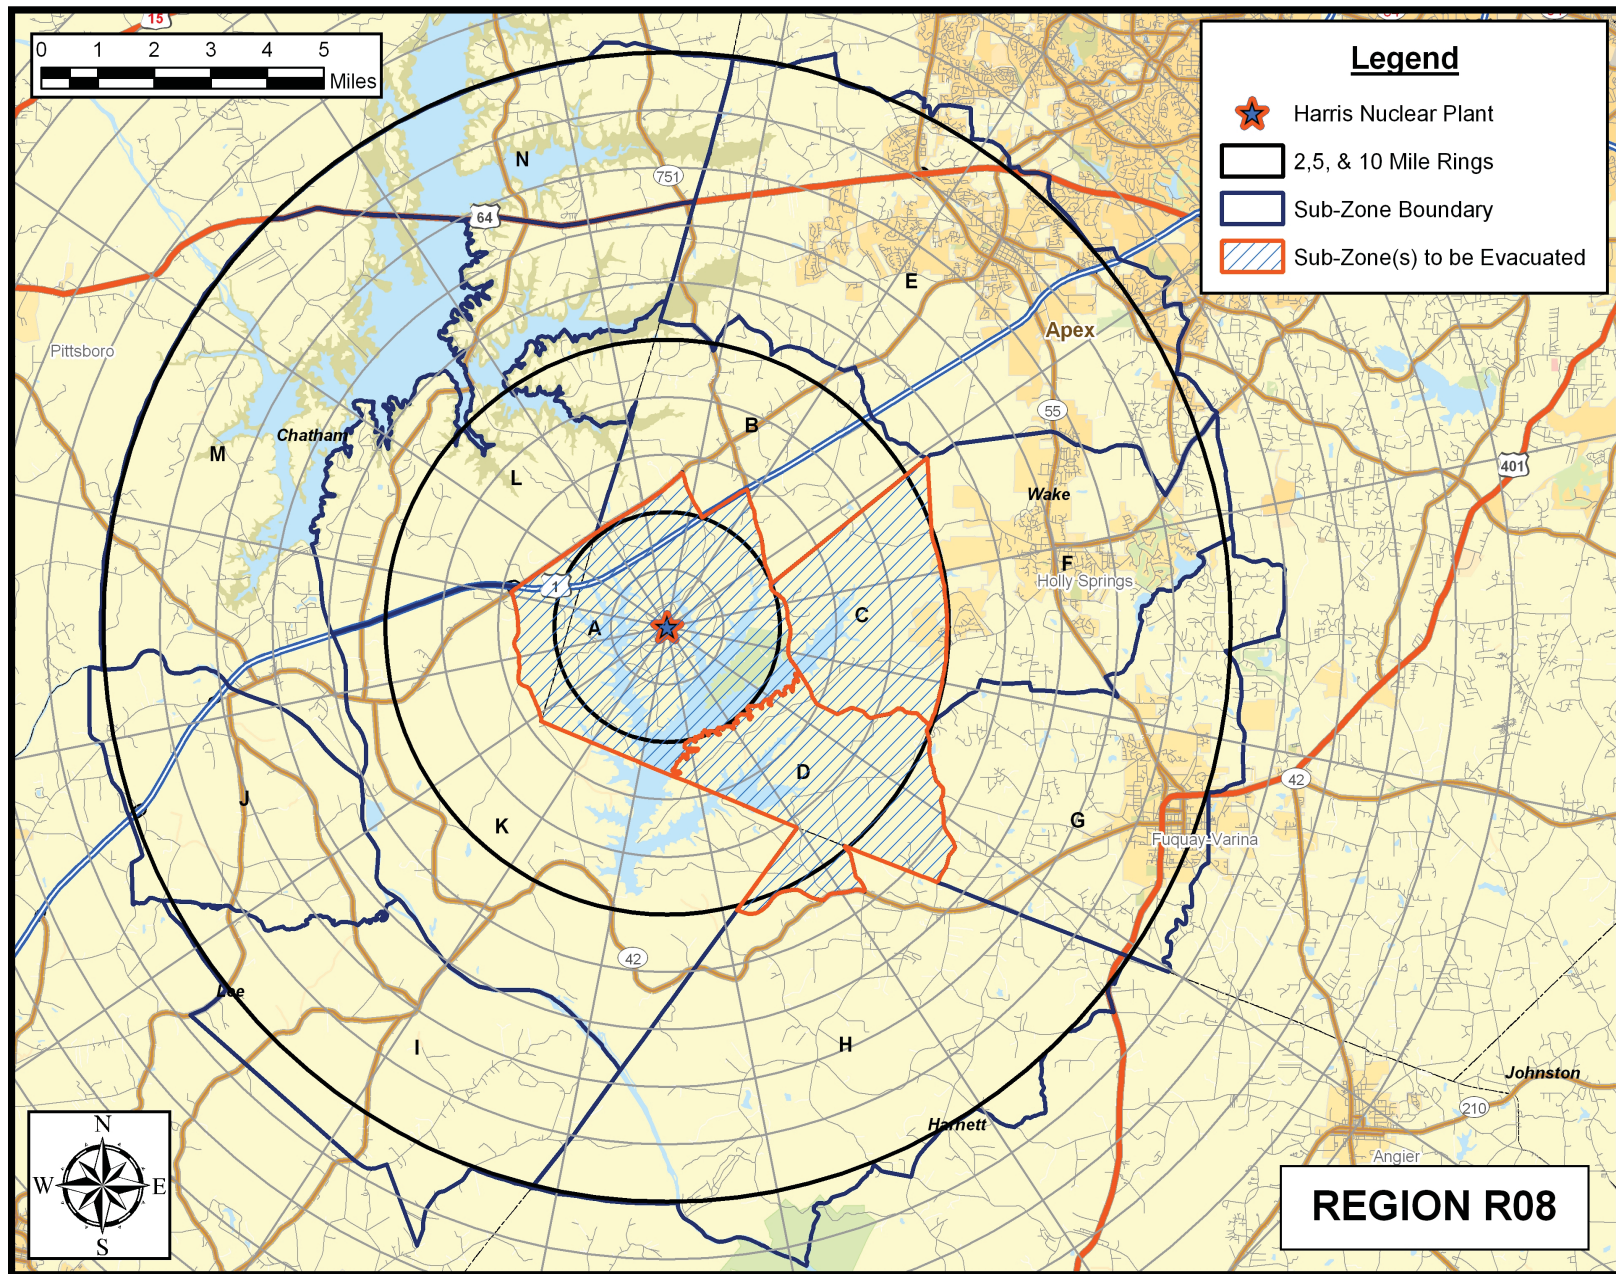 15
0 1 2 3 4 5
Miles
Legend
Harris Nuclear Plant
2,5, & 10 Mile Rings
Sub-Zone Boundary
Sub-Zone(s) to be Evacuated
N
751
64
E
Apex
Pittsboro
55
B
Chatham
M
L
Wake
401
F
Holly Springs
1
A
C
D
42
J
K
G
Fuquay-Varina
42
Lee
I
H
Johnston
Harnett
210
Angier
N
W E
S
REGION R08